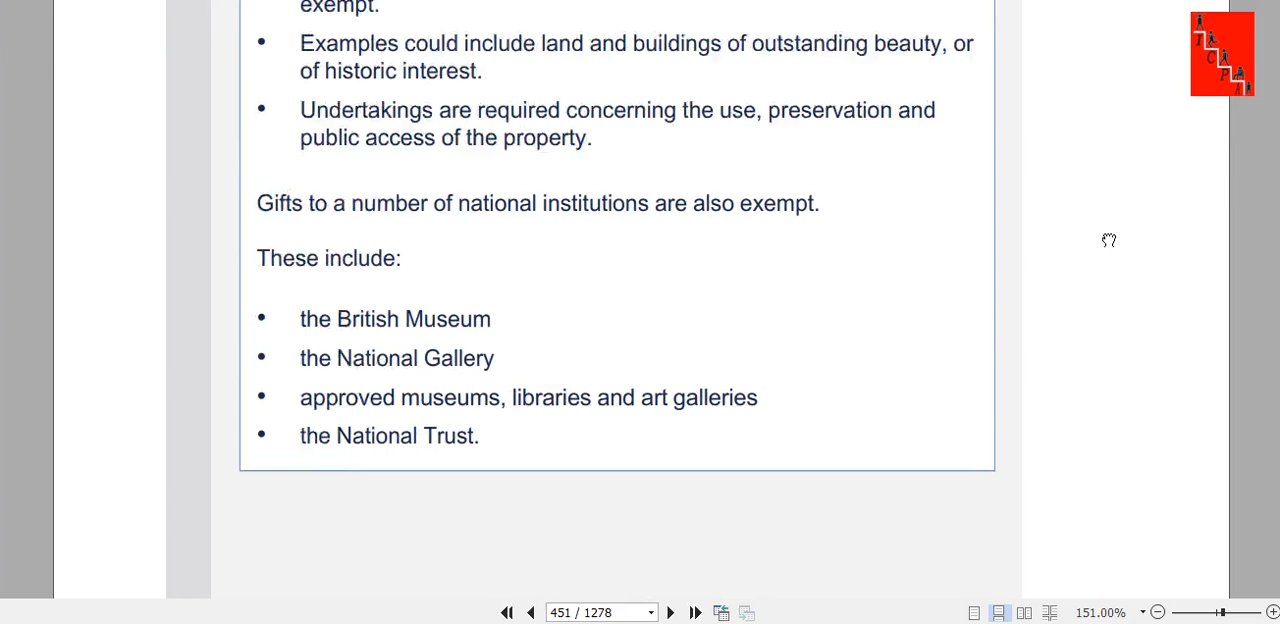 exempt.
• Examples could include land and buildings of outstanding beauty, or
of historic interest.
• Undertakings are required concerning the use, preservation and
public access of the property.
Gifts to a number of national institutions are also exempt.
These include:
• the British Museum
• the National Gallery
• approved museums, libraries and art galleries
• the National Trust.
I
C
P
A
451 / 1278
151.00%